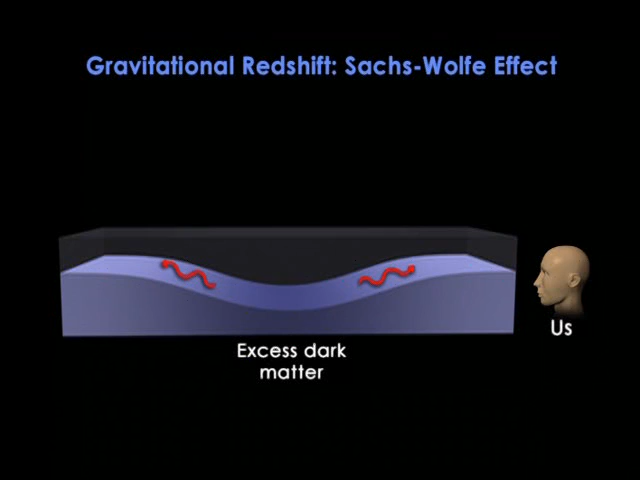 Gravitational Redshift: Sachs-Wolfe Effect
Us
Excess dark
matter